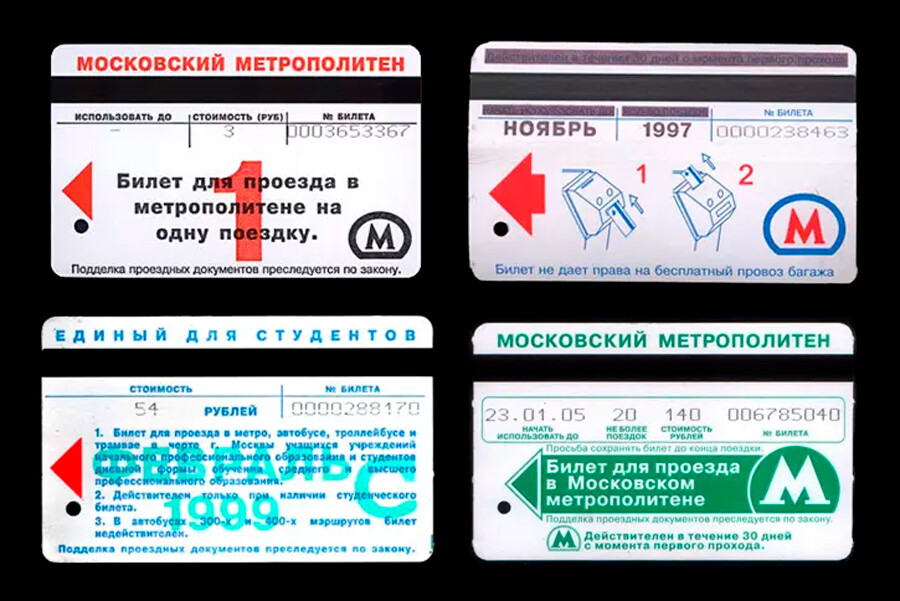 МОСКОВСКИЙ МЕТРОПОЛИТЕН
ИСПОЛЬЗОВАТЬ ДО СТОИМОСТЬ (РУБ) № БИЛЕТА
– 3 0003653367
1
Билет для проезда в
метрополитене на
одну поездку.
М
Подделка проездных документов преследуется по закону.
Действителен в течении 30 дней с момента первого прохода
НАЧАТЬ ИСПОЛЬЗОВАТЬ ДО № БИЛЕТА
НОЯБРЬ 1997 0000238463
1 2
М
Билет не дает права на бесплатный провоз багажа
ЕДИНЫЙ ДЛЯ СТУДЕНТОВ
СТОИМОСТЬ № БИЛЕТА
54 РУБЛЕЙ 0000288170
1. Билет для проезда в метро, автобусе, троллейбусе и
трамвае в черте г. Москвы учащихся учреждений
начального профессионального образования и студентов
дневной формы обучения среднего и высшего
профессионального образования.
2. Действителен только при наличии студенческого
билета.
3. В автобусах 300-х и 400-х маршрутов билет
недействителен.
С
1999
Подделка проездных документов преследуется по закону.
МОСКОВСКИЙ МЕТРОПОЛИТЕН
23.01.05 20 140 006785040
НАЧАТЬ ИСПОЛЬЗОВАТЬ ДО НЕ БОЛЕЕ ПОЕЗДОК СТОИМОСТЬ РУБЛЕЙ № БИЛЕТА
Просьба сохранять билет до конца поездки.
Билет для проезда
в Московском
метрополитене
М
Подделка проездных документов преследуется по закону.
М Действителен в течение 30 дней
с момента первого прохода.